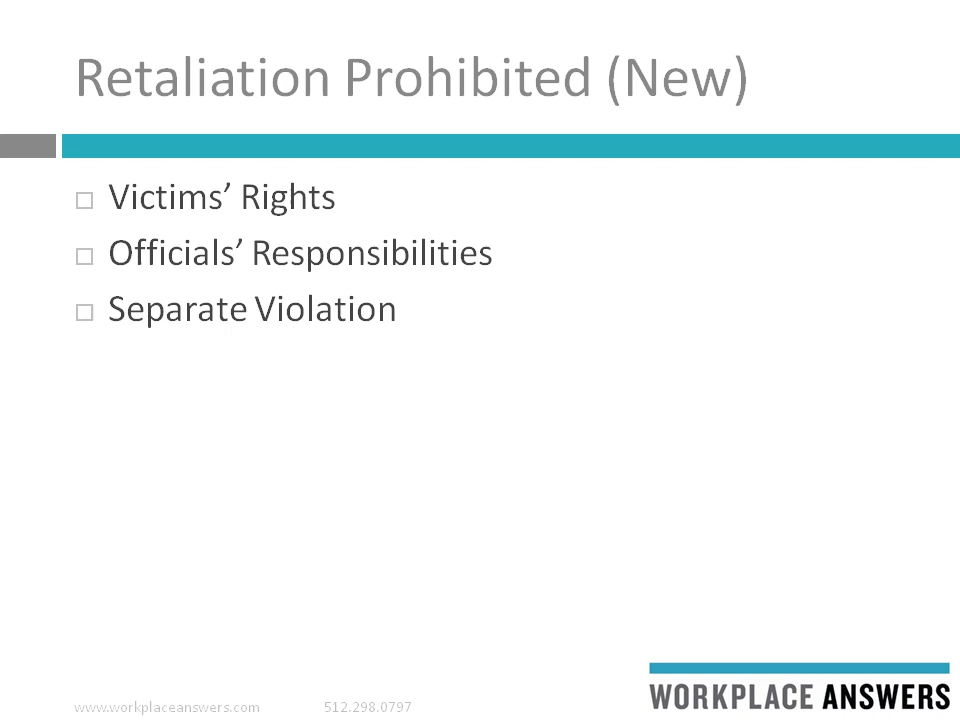 Retaliation Prohibited (New)
Victims’ Rights
Officials’ Responsibilities
Separate Violation
www.workplaceanswers.com 512.298.0797
WORKPLACE ANSWERS